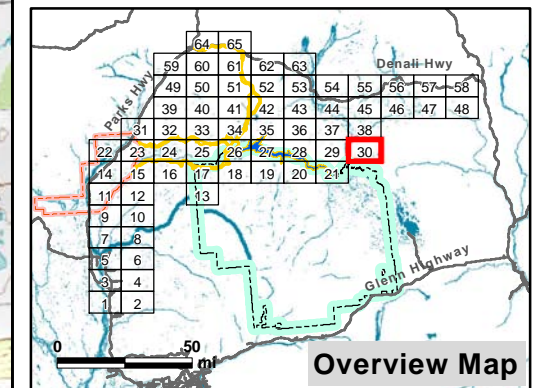 64 65
59 60 61 62 63
Denali Hwy
49 50 51 52 53 54 55 56 57 58
Parks Hwy
39 40 41 42 43 44 45 46 47 48
31 32 33 34 35 36 37 38
22 23 24 25 26 27 28 29 30
14 15 16 17 18 19 20 21
11 12 13
9 10
7 8
5 6
3 4
1 2
Glenn Highway
0 50
mi
Overview Map